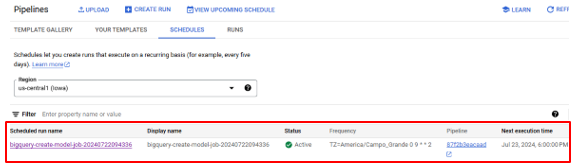 Pipelines UPLOAD CREATE RUN VIEW UPCOMING SCHEDULE LEARN REF
TEMPLATE GALLERY YOUR TEMPLATES SCHEDULES RUNS
Schedules let you create runs that execute on a recurring basis (for example, every five
days). Learn more
Region
us-central1 (Iowa)
Filter Enter property name or value
Scheduled run name Display name Status Frequency Pipeline Next execution time
bigquery-create-model-job-20240722094336 bigquery-create-model-job-20240722094336 Active TZ=America/Campo_Grande 0 9 * * 2 87f2b3eacaad Jul 23, 2024, 6:00:00 PM